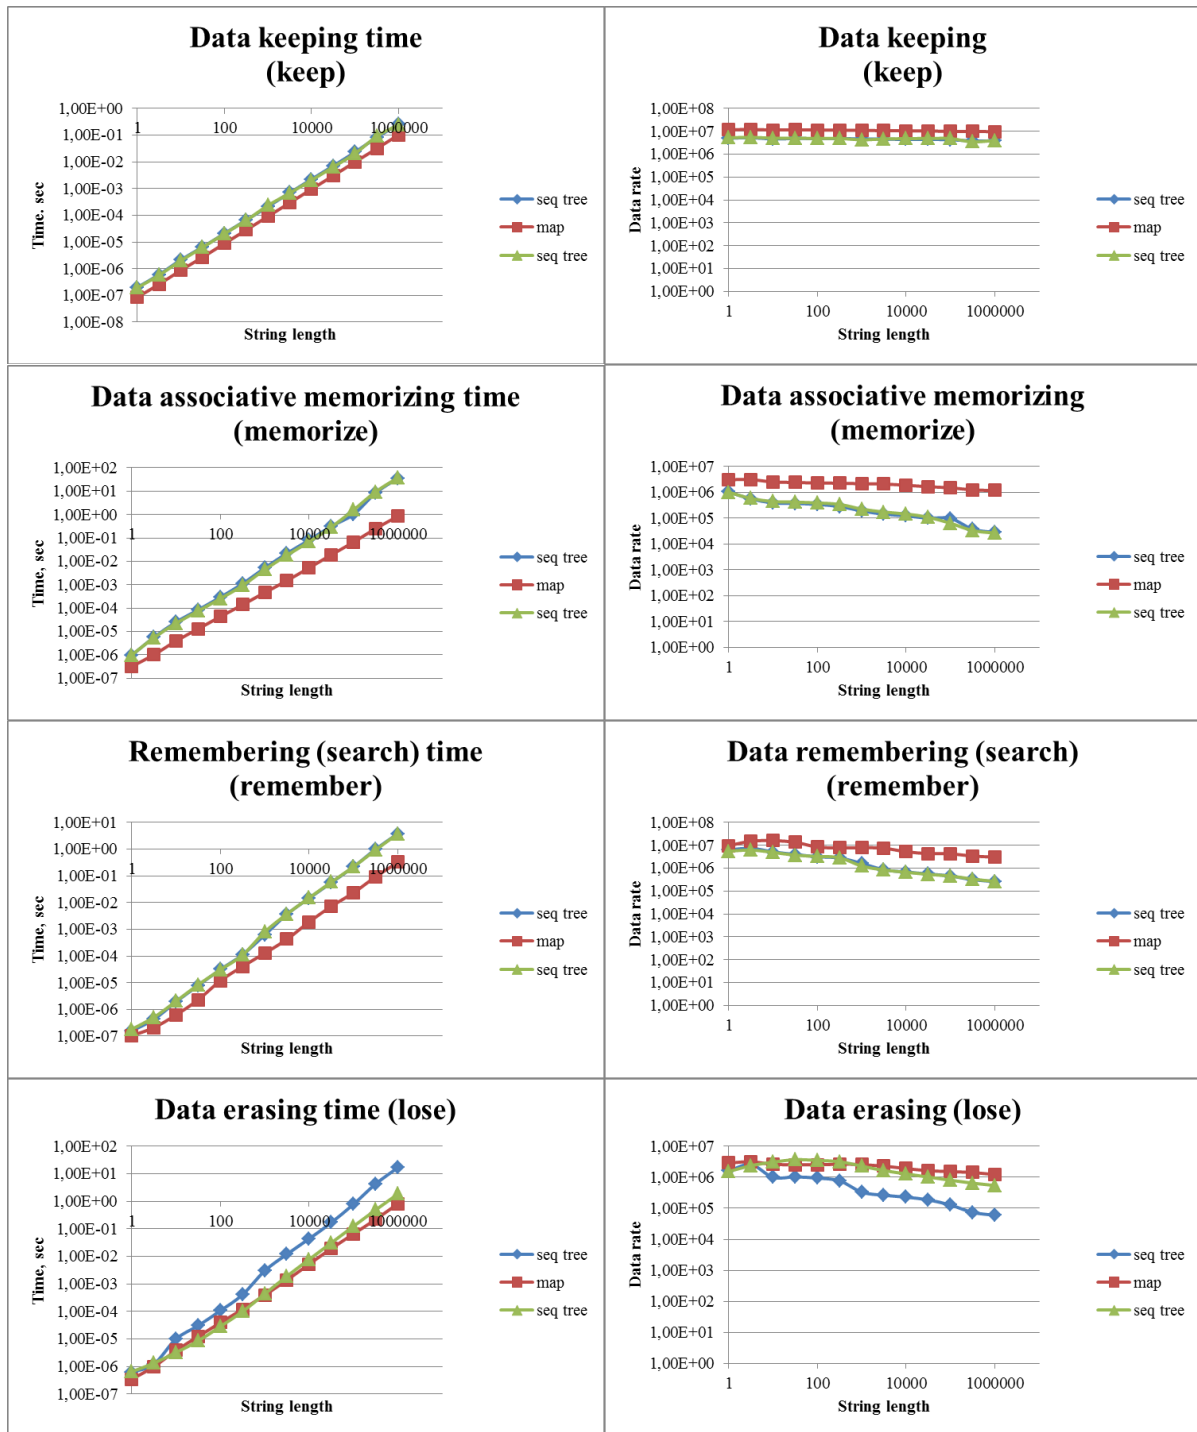 Data keeping time
(keep)
1,00E+00
1,00E-01
1,00E-02
1,00E-03
1,00E-04
1,00E-05
1,00E-06
1,00E-07
1,00E-08
1 100 10000 1000000
Time. sec
String length
seq tree
map
seq tree
Data keeping
(keep)
1,00E+08
1,00E+07
1,00E+06
1,00E+05
1,00E+04
1,00E+03
1,00E+02
1,00E+01
1,00E+00
1 100 10000 1000000
Data rate
String length
seq tree
map
seq tree
Data associative memorizing time
(memorize)
1,00E+02
1,00E+01
1,00E+00
1,00E-01
1,00E-02
1,00E-03
1,00E-04
1,00E-05
1,00E-06
1,00E-07
1 100 10000 1000000
Time, sec
String length
seq tree
map
seq tree
Data associative memorizing
(memorize)
1,00E+07
1,00E+06
1,00E+05
1,00E+04
1,00E+03
1,00E+02
1,00E+01
1,00E+00
1 100 10000 1000000
Data rate
String length
seq tree
map
seq tree
Remembering (search) time
(remember)
1,00E+01
1,00E+00
1,00E-01
1,00E-02
1,00E-03
1,00E-04
1,00E-05
1,00E-06
1,00E-07
1 100 10000 1000000
Time, sec
String length
seq tree
map
seq tree
Data remembering (search)
(remember)
1,00E+08
1,00E+07
1,00E+06
1,00E+05
1,00E+04
1,00E+03
1,00E+02
1,00E+01
1,00E+00
1 100 10000 1000000
Data rate
String length
seq tree
map
seq tree
Data erasing time (lose)
1,00E+02
1,00E+01
1,00E+00
1,00E-01
1,00E-02
1,00E-03
1,00E-04
1,00E-05
1,00E-06
1,00E-07
1 100 10000 1000000
Time, sec
String length
seq tree
map
seq tree
Data erasing (lose)
1,00E+07
1,00E+06
1,00E+05
1,00E+04
1,00E+03
1,00E+02
1,00E+01
1,00E+00
1 100 10000 1000000
Data rate
String length
seq tree
map
seq tree